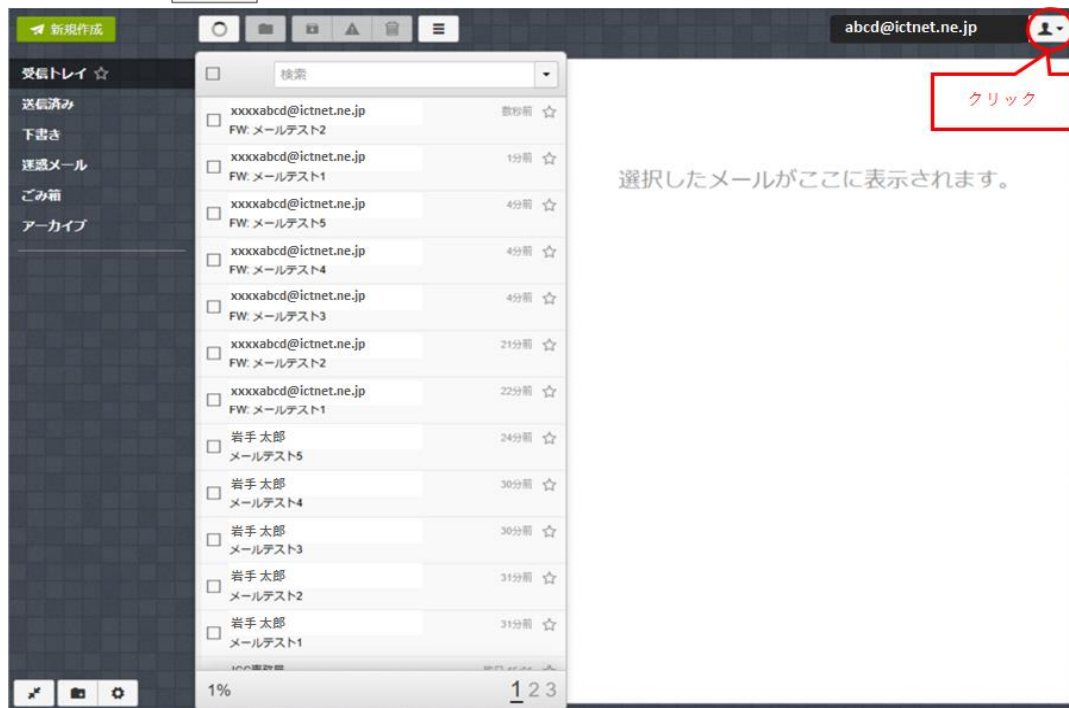 新規作成
abcd@ictnet.ne.jp
クリック
受信トレイ
送信済み
下書き
迷惑メール
ごみ箱
アーカイブ
検索
xxxxabcd@ictnet.ne.jp 数秒前
FW: メールテスト2
xxxxabcd@ictnet.ne.jp 1分前
FW: メールテスト1
xxxxabcd@ictnet.ne.jp 4分前
FW: メールテスト5
xxxxabcd@ictnet.ne.jp 4分前
FW: メールテスト4
xxxxabcd@ictnet.ne.jp 4分前
FW: メールテスト3
xxxxabcd@ictnet.ne.jp 21分前
FW: メールテスト2
xxxxabcd@ictnet.ne.jp 22分前
FW: メールテスト1
岩手 太郎 24分前
メールテスト5
岩手 太郎 30分前
メールテスト4
岩手 太郎 30分前
メールテスト3
岩手 太郎 31分前
メールテスト2
岩手 太郎 31分前
メールテスト1
1% 1 2 3
選択したメールがここに表示されます。